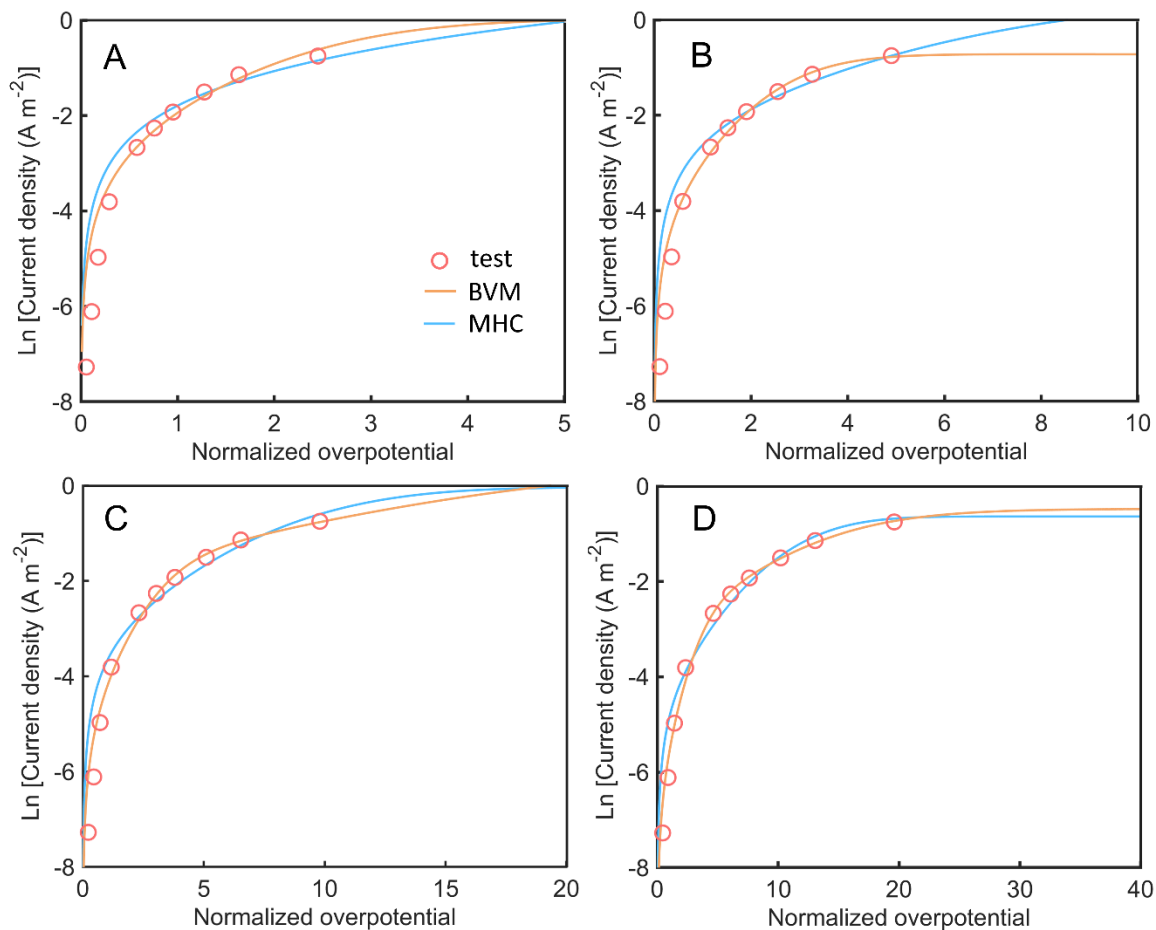 A
Ln [Current density (A m⁻²)]
0
-2
-4
-6
-8
test
BVM
MHC
0 1 2 3 4 5
Normalized overpotential
B
Ln [Current density (A m⁻²)]
0
-2
-4
-6
-8
0 2 4 6 8 10
Normalized overpotential
C
Ln [Current density (A m⁻²)]
0
-2
-4
-6
-8
0 5 10 15 20
Normalized overpotential
D
Ln [Current density (A m⁻²)]
0
-2
-4
-6
-8
0 10 20 30 40
Normalized overpotential